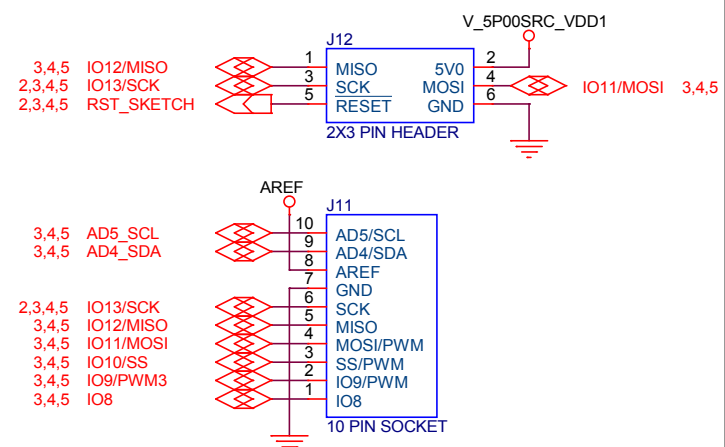 V_5P00SRC_VDD1
J12
3,4,5 IO12/MISO 1 MISO 5V0 2
2,3,4,5 IO13/SCK 3 SCK MOSI 4 IO11/MOSI 3,4,5
2,3,4,5 RST_SKETCH 5 RESET GND 6
2X3 PIN HEADER
AREF
J11
3,4,5 AD5_SCL 10 AD5/SCL
3,4,5 AD4_SDA 9 AD4/SDA
8 AREF
7 GND
2,3,4,5 IO13/SCK 6 SCK
3,4,5 IO12/MISO 5 MISO
3,4,5 IO11/MOSI 4 MOSI/PWM
3,4,5 IO10/SS 3 SS/PWM
3,4,5 IO9/PWM3 2 IO9/PWM
3,4,5 IO8 1 IO8
10 PIN SOCKET